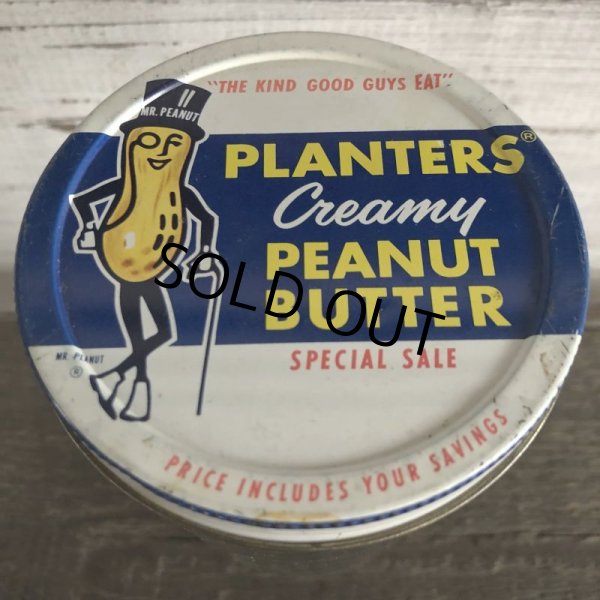 "THE KIND GOOD GUYS EAT"
MR. PEANUT
PLANTERS®
Creamy
PEANUT
BUTTER
SOLD OUT
SPECIAL SALE
MR. PEANUT
®
PRICE INCLUDES YOUR SAVINGS